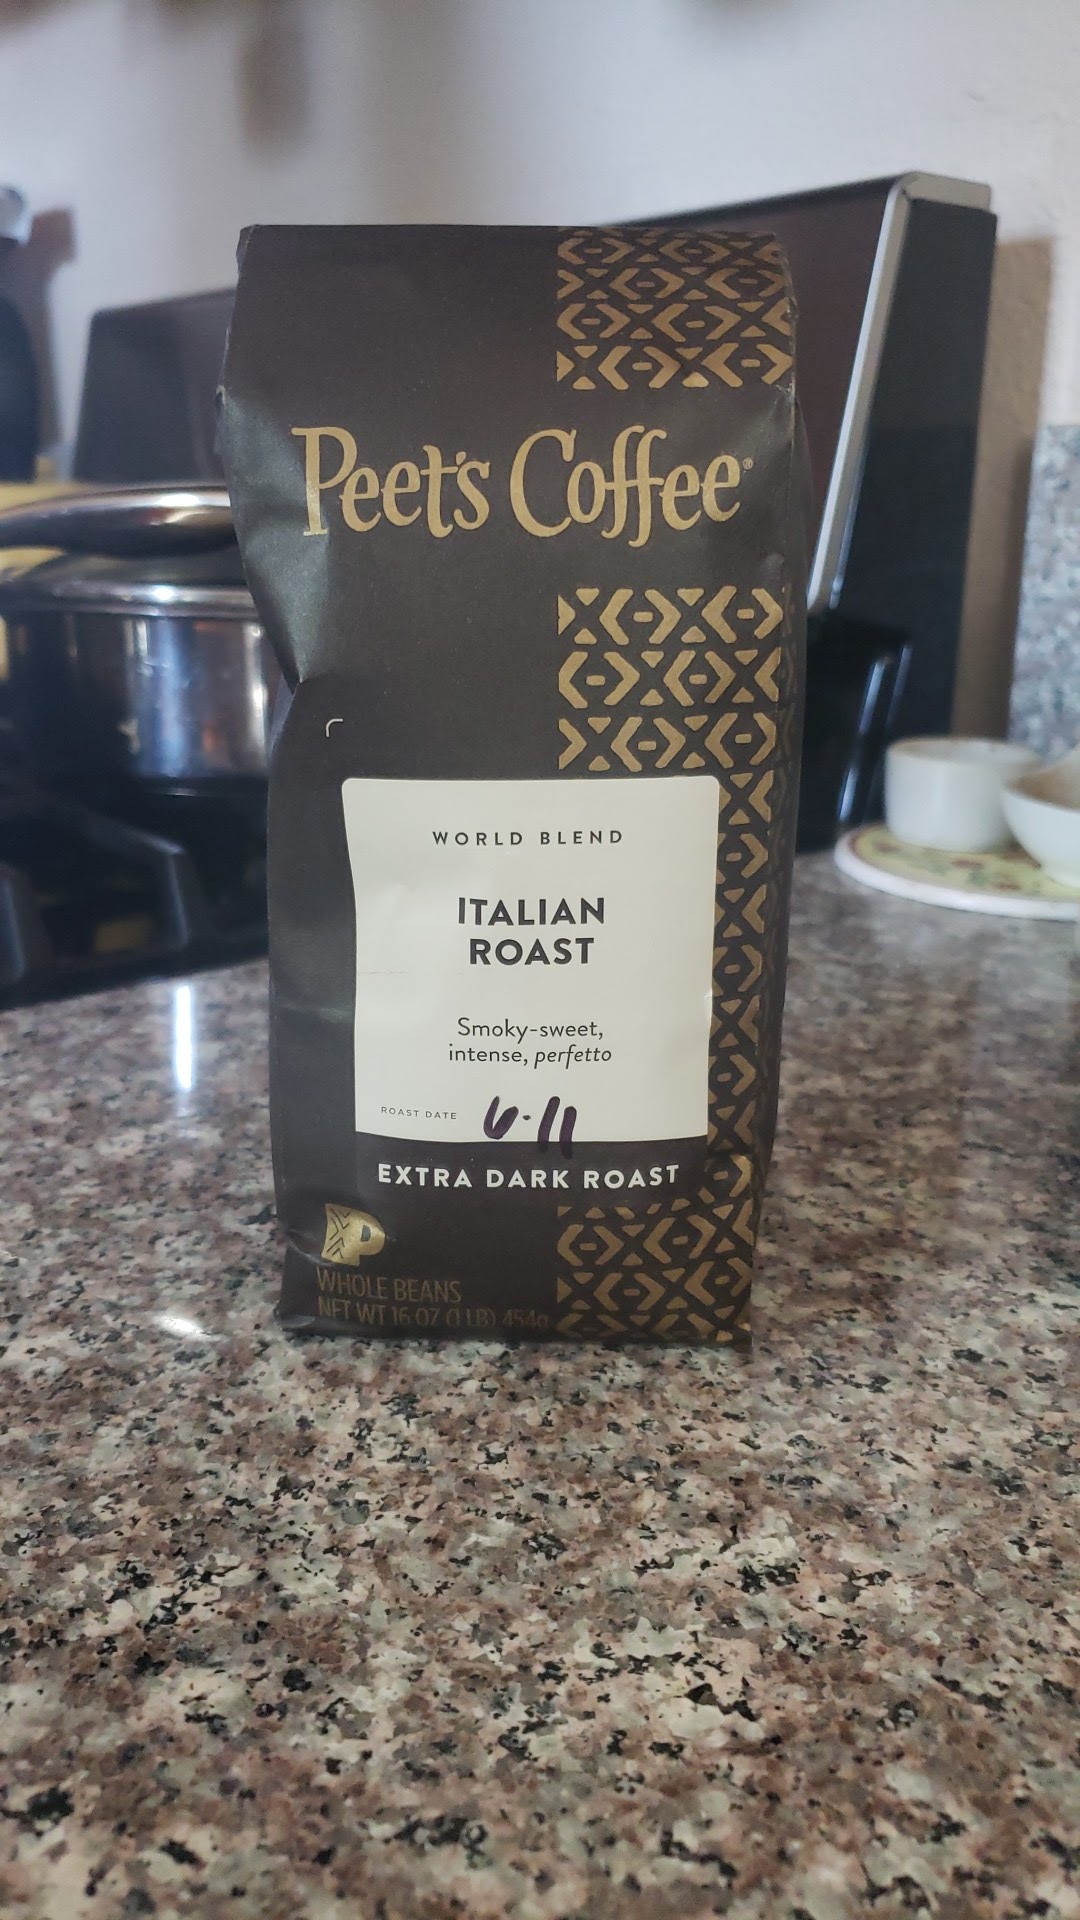 Peet's Coffee®
WORLD BLEND
ITALIAN
ROAST
Smoky-sweet,
intense, perfetto
ROAST DATE 6-11
EXTRA DARK ROAST
P
WHOLE BEANS
NET WT 16 OZ (1 LB) 454g